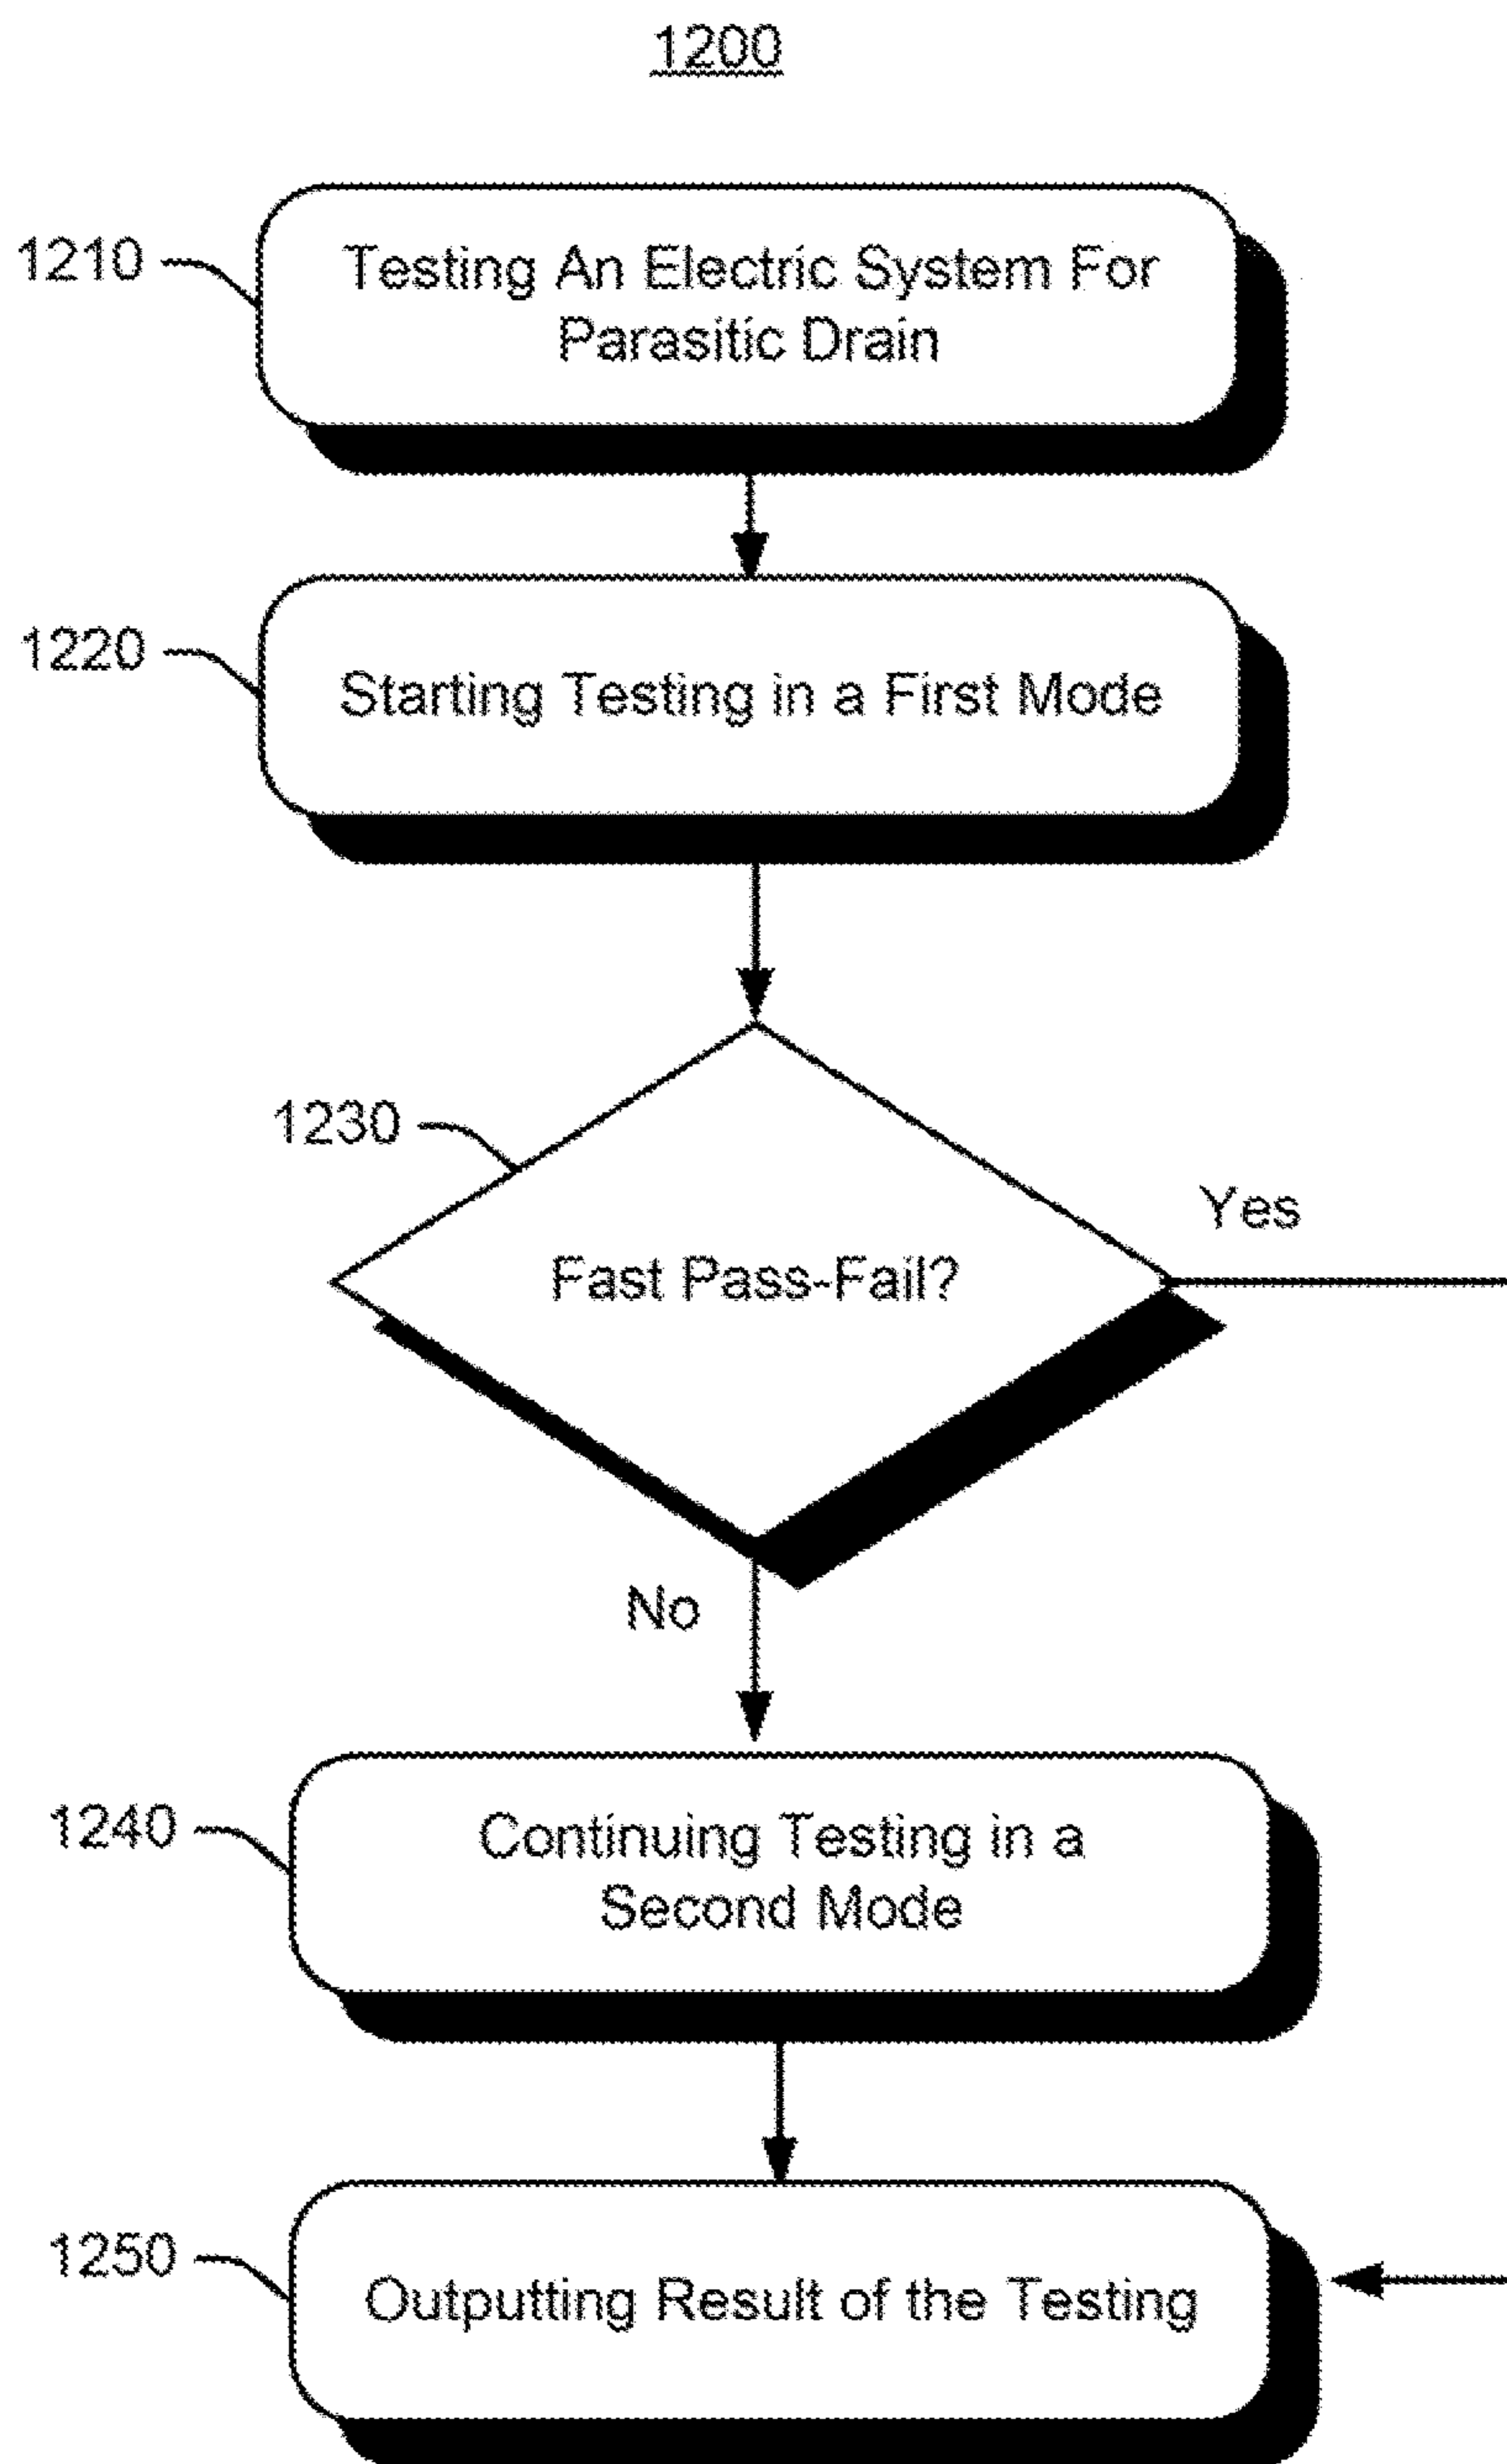 1200
1210
Testing An Electric System For
Parasitic Drain
1220
Starting Testing in a First Mode
1230
Fast Pass-Fail?
Yes
No
1240
Continuing Testing in a
Second Mode
1250
Outputting Result of the Testing